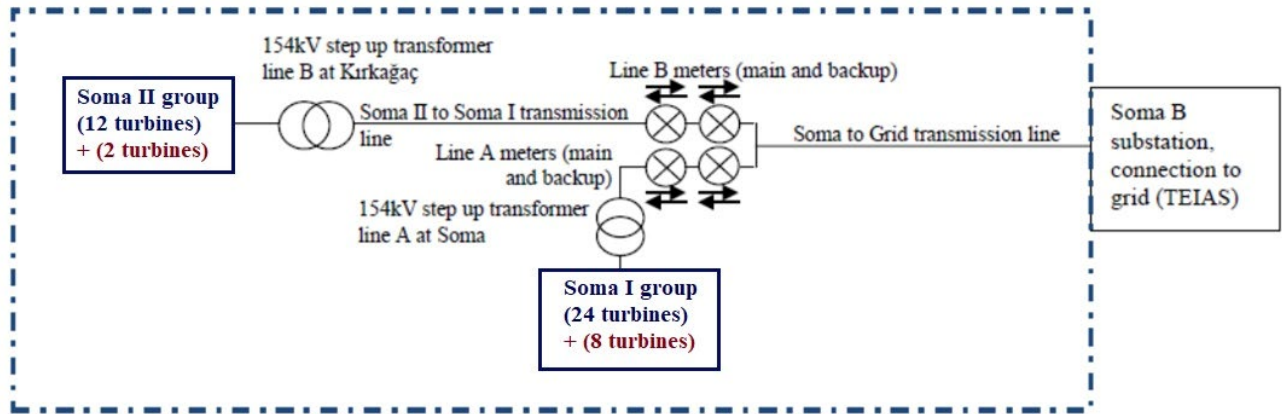 154kV step up transformer
line B at Kırkağaç
Soma II group
(12 turbines)
+ (2 turbines)
Soma II to Soma I transmission
line
Line B meters (main and backup)
Line A meters (main
and backup)
154kV step up transformer
line A at Soma
Soma I group
(24 turbines)
+ (8 turbines)
Soma to Grid transmission line
Soma B
substation,
connection to
grid (TEIAS)